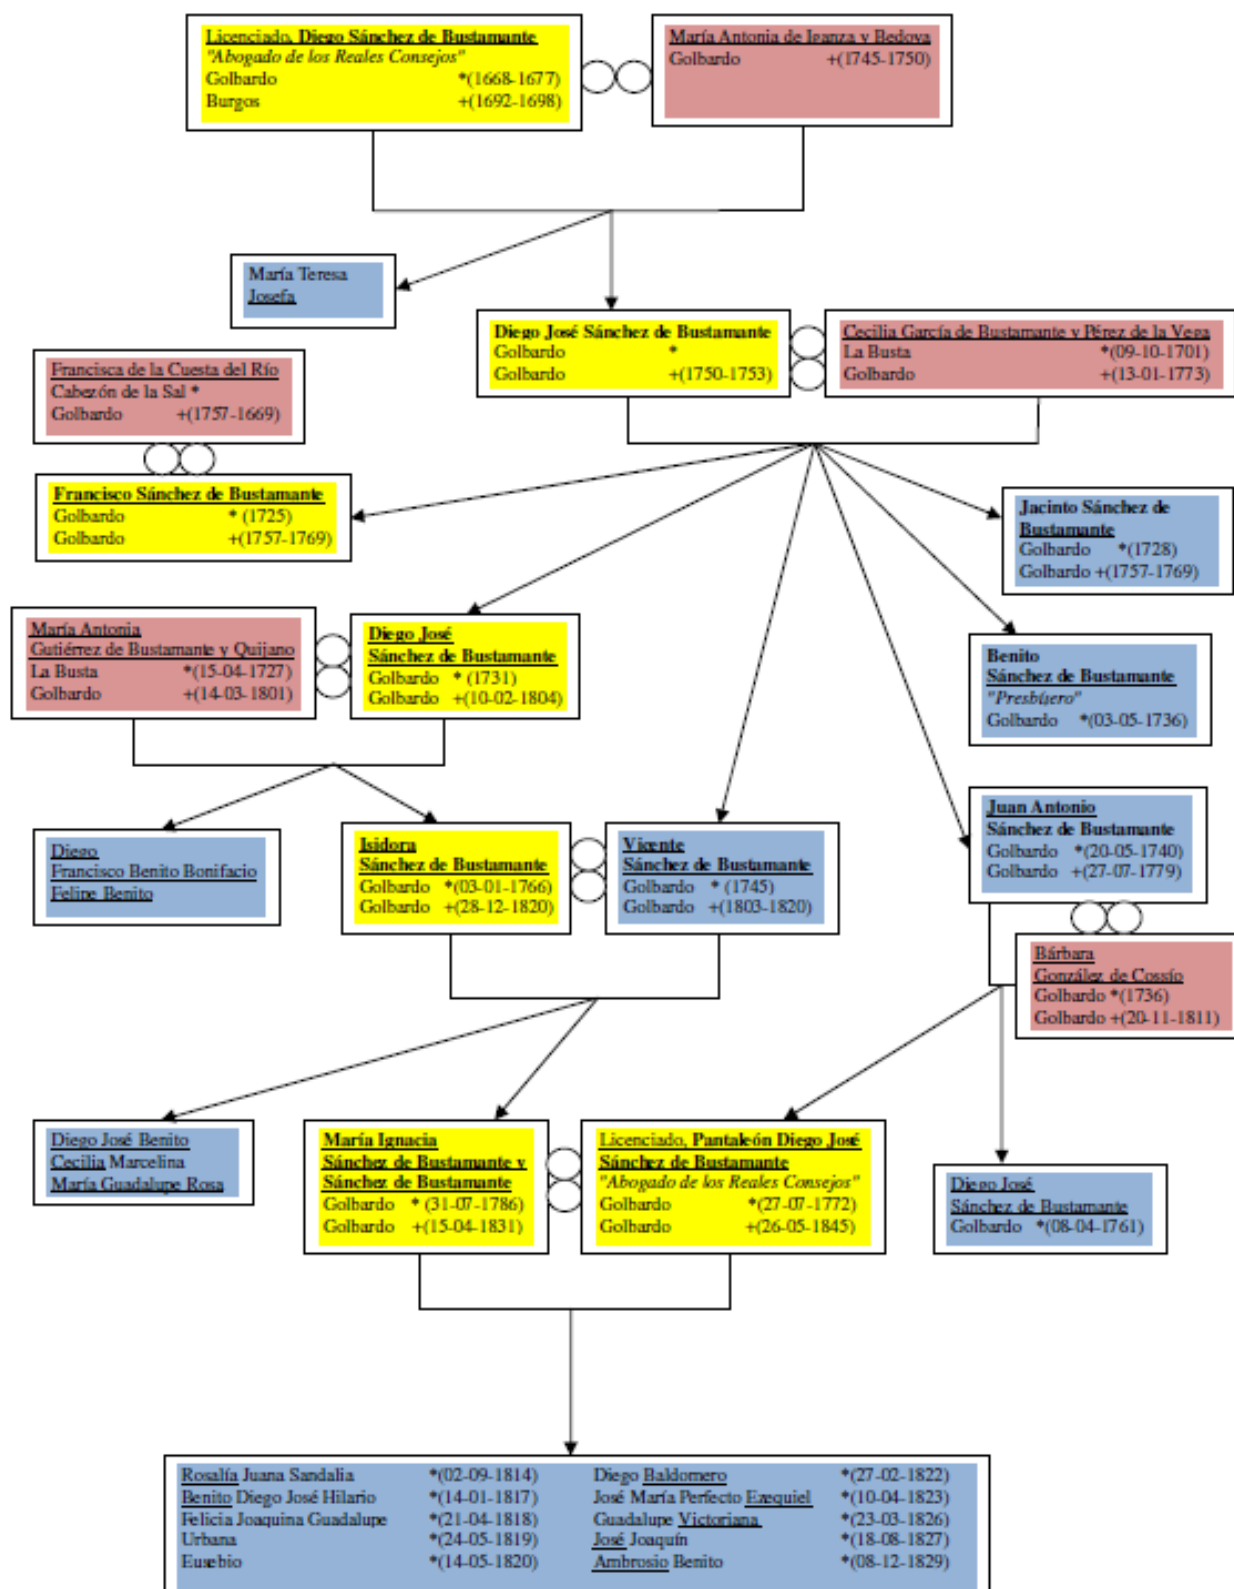 Licenciado, Diego Sánchez de Bustamante
"Abogado de los Reales Consejos"
Golbardo *(1668-1677)
Burgos +(1692-1698)
María Antonia de Iganza y Bedoya
Golbardo +(1745-1750)
María Teresa
Josefa
Diego José Sánchez de Bustamante
Golbardo *
Golbardo +(1750-1753)
Cecilia García de Bustamante y Pérez de la Vega
La Busta *(09-10-1701)
Golbardo +(13-01-1773)
Francisca de la Cuesta del Río
Cabezón de la Sal *
Golbardo +(1757-1669)
Francisco Sánchez de Bustamante
Golbardo * (1725)
Golbardo +(1757-1769)
Jacinto Sánchez de
Bustamante
Golbardo *(1728)
Golbardo +(1757-1769)
María Antonia
Gutiérrez de Bustamante y Quijano
La Busta *(15-04-1727)
Golbardo +(14-03-1801)
Diego José
Sánchez de Bustamante
Golbardo * (1731)
Golbardo +(10-02-1804)
Benito
Sánchez de Bustamante
"Presbítero"
Golbardo *(03-05-1736)
Diego
Francisco Benito Bonifacio
Felipe Benito
Isidora
Sánchez de Bustamante
Golbardo *(03-01-1766)
Golbardo +(28-12-1820)
Vicente
Sánchez de Bustamante
Golbardo * (1745)
Golbardo +(1803-1820)
Juan Antonio
Sánchez de Bustamante
Golbardo *(20-05-1740)
Golbardo +(27-07-1779)
Bárbara
González de Cossío
Golbardo *(1736)
Golbardo +(20-11-1811)
Diego José Benito
Cecilia Marcelina
María Guadalupe Rosa
María Ignacia
Sánchez de Bustamante y
Sánchez de Bustamante
Golbardo * (31-07-1786)
Golbardo +(15-04-1831)
Licenciado, Pantaleón Diego José
Sánchez de Bustamante
"Abogado de los Reales Consejos"
Golbardo *(27-07-1772)
Golbardo +(26-05-1845)
Diego José
Sánchez de Bustamante
Golbardo *(08-04-1761)
Rosalía Juana Sandalia *(02-09-1814) Diego Baldomero *(27-02-1822)
Benito Diego José Hilario *(14-01-1817) José María Perfecto Ezequiel *(10-04-1823)
Felicia Joaquina Guadalupe *(21-04-1818) Guadalupe Victoriana *(23-03-1826)
Urbana *(24-05-1819) José Joaquín *(18-08-1827)
Eusebio *(14-05-1820) Ambrosio Benito *(08-12-1829)